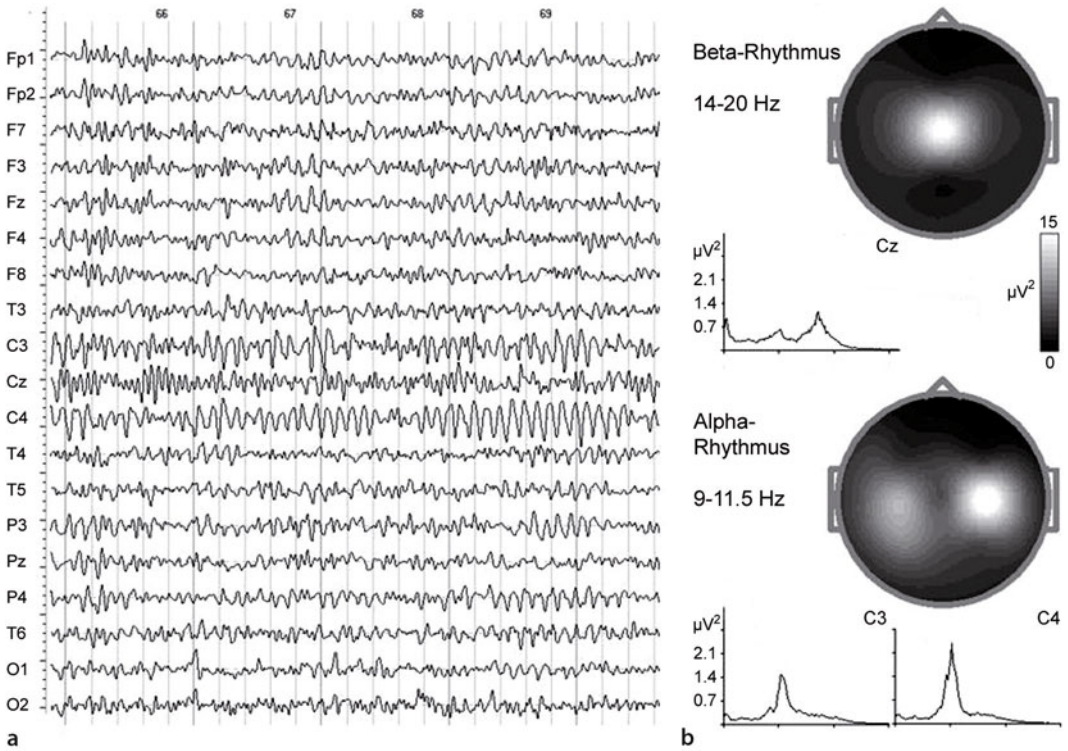 66 67 68 69
Fp1
Fp2
F7
F3
Fz
F4
F8
T3
C3
Cz
C4
T4
T5
P3
Pz
P4
T6
O1
O2
a
Beta-Rhythmus
14-20 Hz
Cz
µV²
2.1
1.4
0.7
15
µV²
0
Alpha-
Rhythmus
9-11.5 Hz
C3
C4
µV²
2.1
1.4
0.7
b